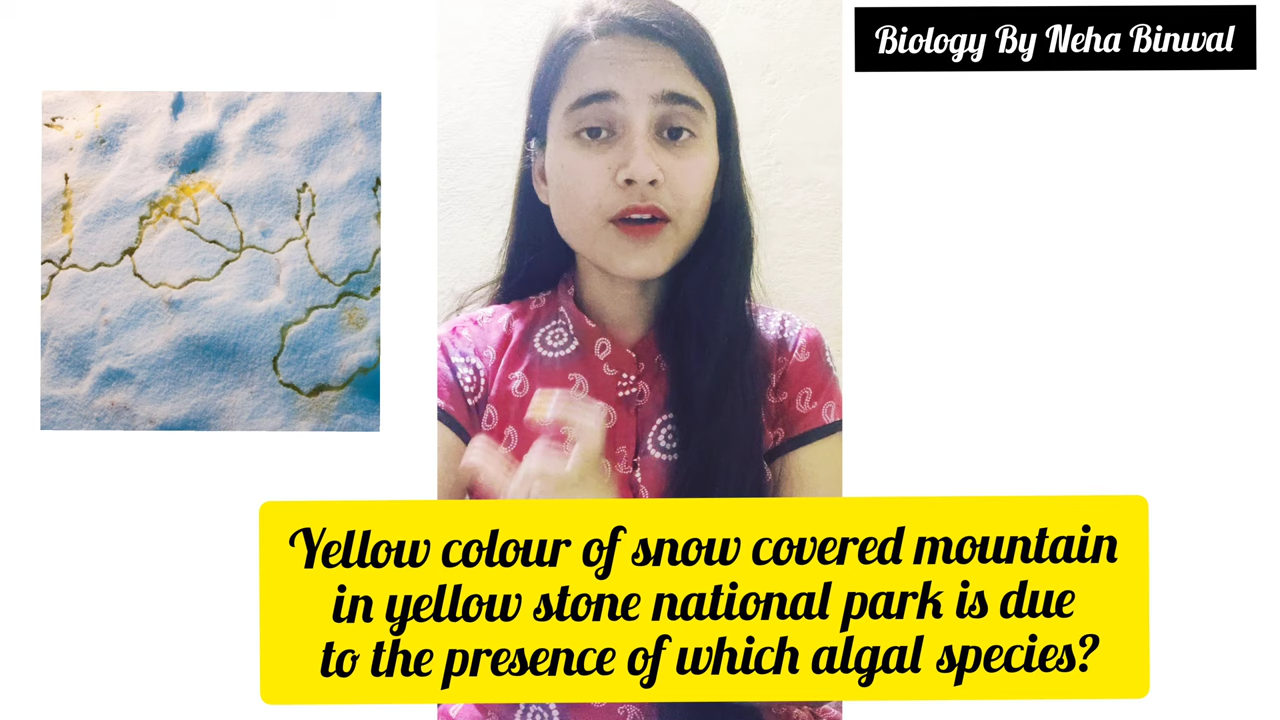 Biology By Neha Binwal
Yellow colour of snow covered mountain
in yellow stone national park is due
to the presence of which algal species?